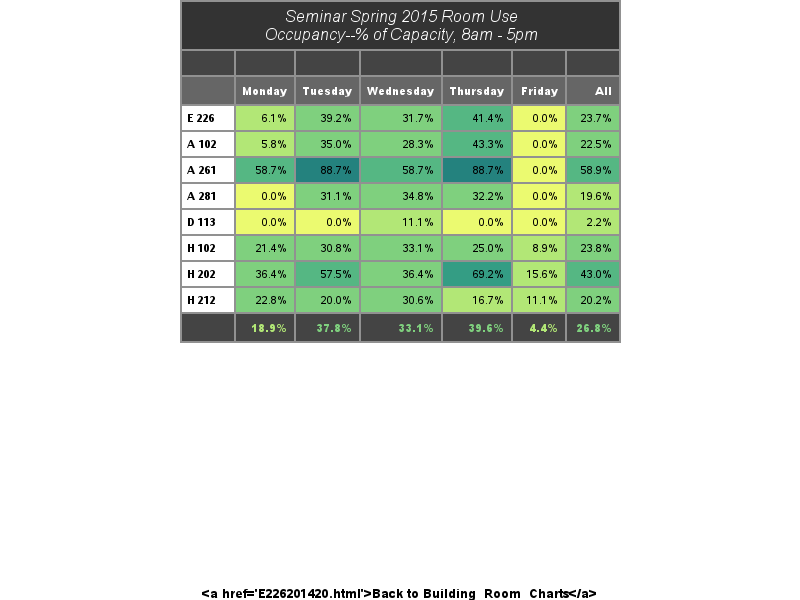 Seminar Spring 2015 Room Use
Occupancy--% of Capacity, 8am - 5pm
Monday Tuesday Wednesday Thursday Friday All
E 226 6.1% 39.2% 31.7% 41.4% 0.0% 23.7%
A 102 5.8% 35.0% 28.3% 43.3% 0.0% 22.5%
A 261 58.7% 88.7% 58.7% 88.7% 0.0% 58.9%
A 281 0.0% 31.1% 34.8% 32.2% 0.0% 19.6%
D 113 0.0% 0.0% 11.1% 0.0% 0.0% 2.2%
H 102 21.4% 30.8% 33.1% 25.0% 8.9% 23.8%
H 202 36.4% 57.5% 36.4% 69.2% 15.6% 43.0%
H 212 22.8% 20.0% 30.6% 16.7% 11.1% 20.2%
18.9% 37.8% 33.1% 39.6% 4.4% 26.8%
<a href='E226201420.html'>Back to Building_Room_Charts</a>